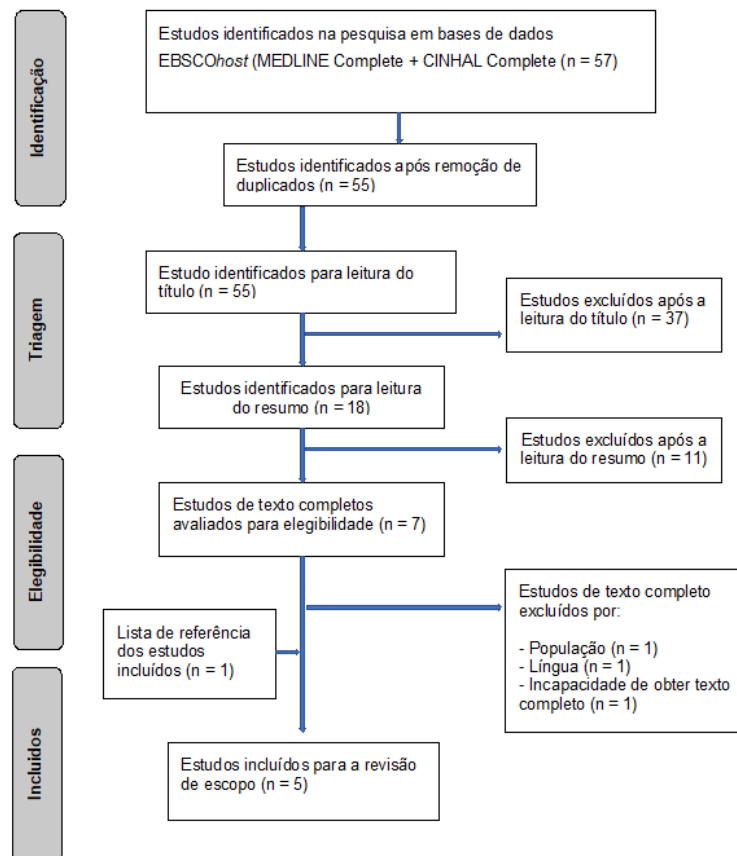 Identificação
Estudos identificados na pesquisa em bases de dados
EBSCOhost (MEDLINE Complete + CINHAL Complete (n = 57)
Estudos identificados após remoção de
duplicados (n = 55)
Triagem
Estudo identificados para leitura do
título (n = 55)
Estudos excluídos após a
leitura do título (n = 37)
Estudos identificados para leitura
do resumo (n = 18)
Estudos excluídos após a
leitura do resumo (n = 11)
Elegibilidade
Estudos de texto completos
avaliados para elegibilidade (n = 7)
Estudos de texto completo
excluídos por:
- População (n = 1)
- Língua (n = 1)
- Incapacidade de obter texto
completo (n = 1)
Lista de referência
dos estudos
incluídos (n = 1)
Incluidos
Estudos incluídos para a revisão
de escopo (n = 5)